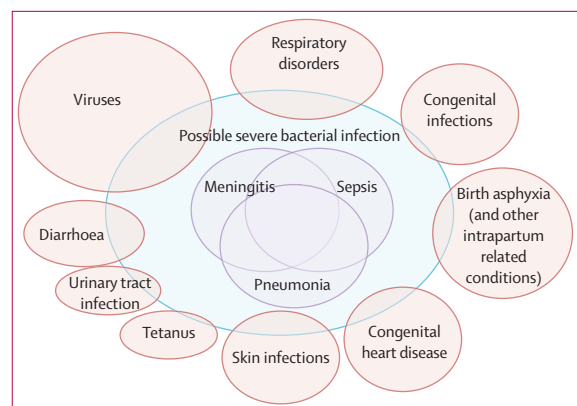 Respiratory
disorders
Viruses
Congenital
infections
Possible severe bacterial infection
Meningitis
Sepsis
Birth asphyxia
(and other
intrapartum
related
conditions)
Diarrhoea
Urinary tract
infection
Pneumonia
Tetanus
Skin infections
Congenital
heart disease